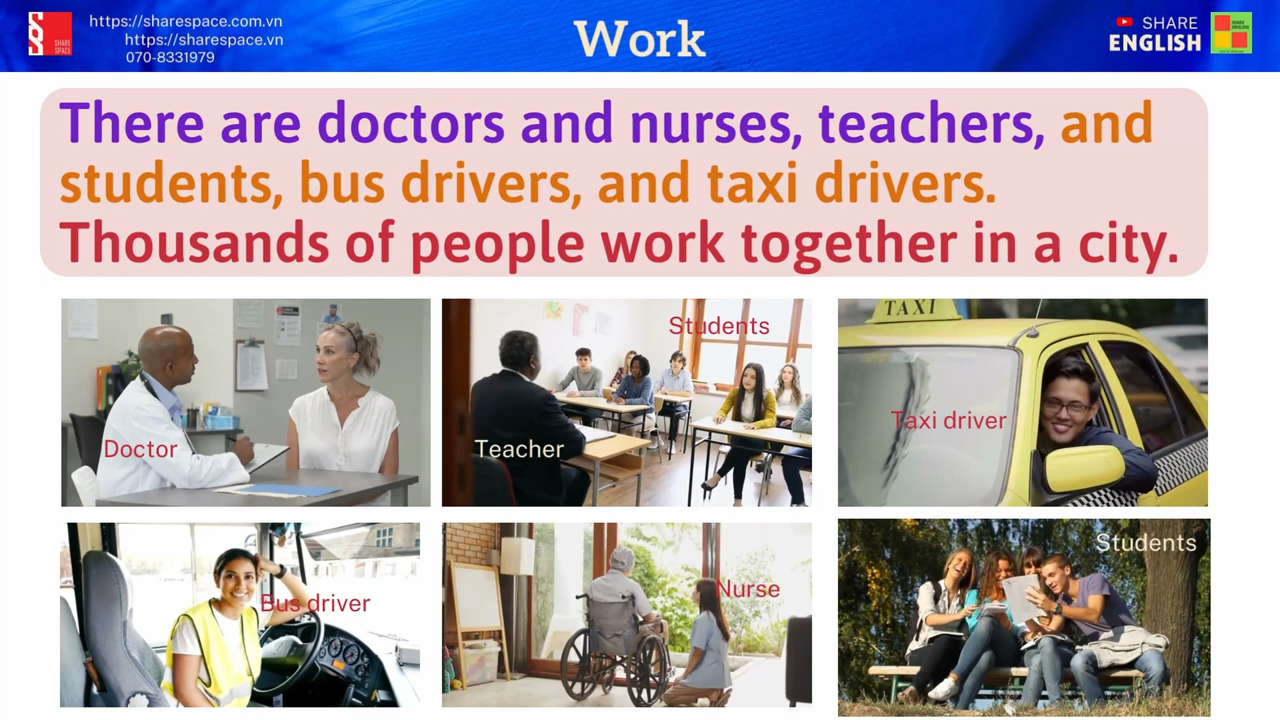 https://sharespace.com.vn
https://sharespace.vn
070-8331979
SHARE
SPACE
Work
SHARE
ENGLISH
There are doctors and nurses, teachers, and
students, bus drivers, and taxi drivers.
Thousands of people work together in a city.
Doctor
Students
Teacher
TAXI
Taxi driver
Bus driver
Nurse
Students